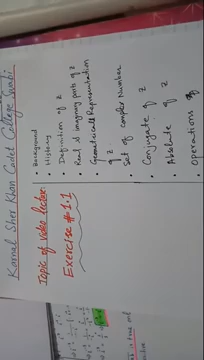 Karnal Sher Khan Cadet College Swabi
Topic of video lecture:
Exercise # 1.1
• Background
• History
• Definition of z
• Real & imaginary parts of z
• Geometrical Representation
of z
• Set of complex Number
• Conjugate of z
• Absolute of z
• Operations